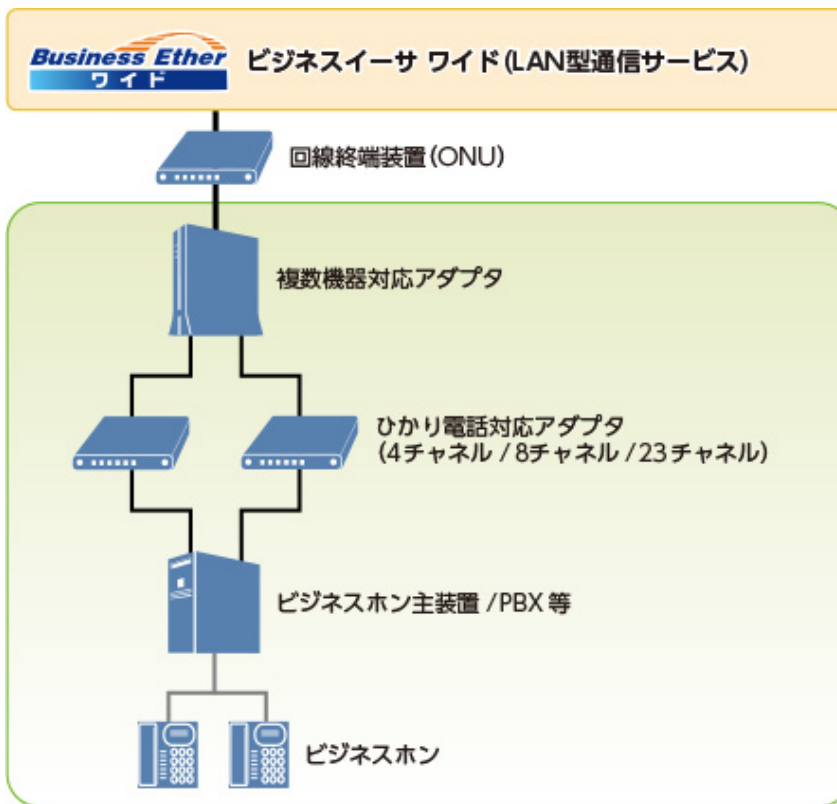 Business Ether
ワイド
ビジネスイーサ ワイド(LAN型通信サービス)
回線終端装置(ONU)
複数機器対応アダプタ
ひかり電話対応アダプタ
(4チャネル / 8チャネル / 23チャネル)
ビジネスホン主装置 /PBX 等
ビジネスホン